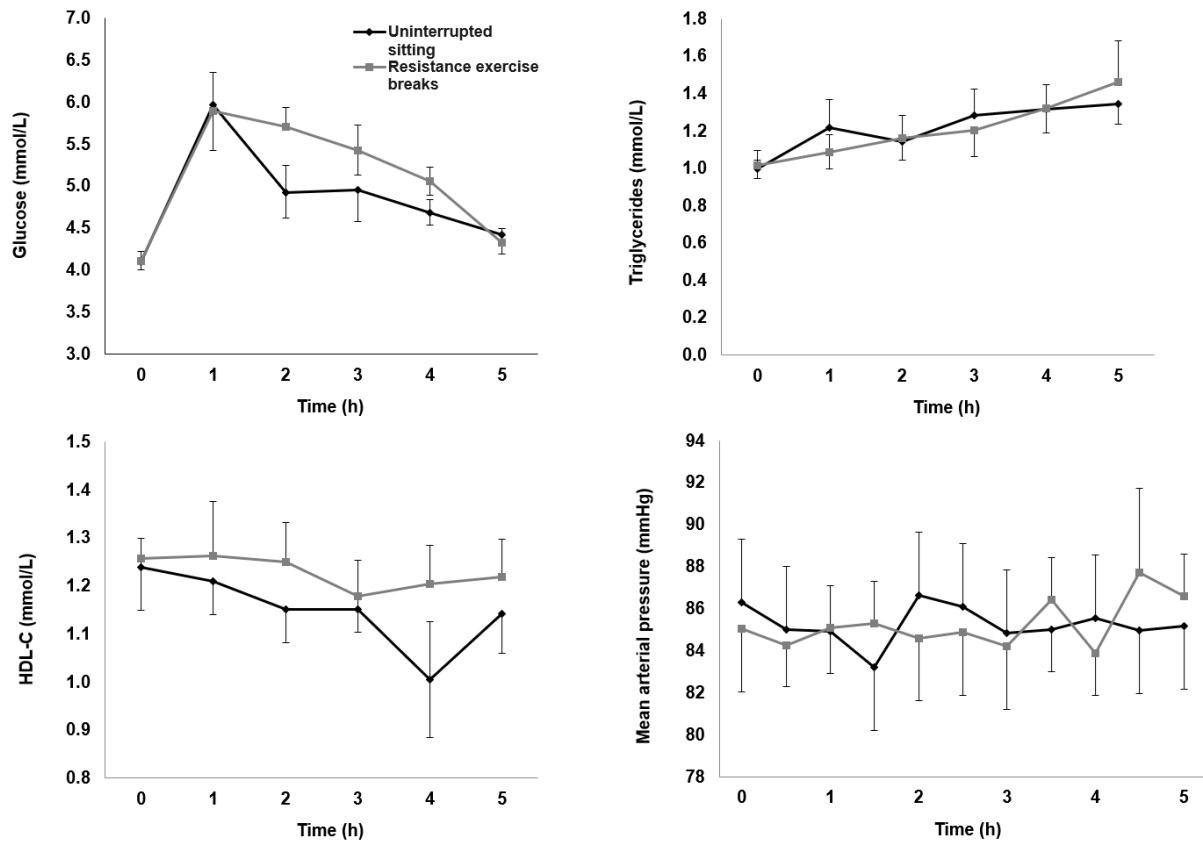 Glucose (mmol/L)
7.0
6.5
6.0
5.5
5.0
4.5
4.0
3.5
3.0
Uninterrupted
sitting
Resistance exercise
breaks
0 1 2 3 4 5
Time (h)
Triglycerides (mmol/L)
1.8
1.6
1.4
1.2
1.0
0.8
0.6
0.4
0.2
0.0
0 1 2 3 4 5
Time (h)
HDL-C (mmol/L)
1.5
1.4
1.3
1.2
1.1
1.0
0.9
0.8
0 1 2 3 4 5
Time (h)
Mean arterial pressure (mmHg)
94
92
90
88
86
84
82
80
78
0 1 2 3 4 5
Time (h)